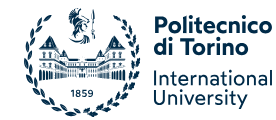 1859
Politecnico
di Torino
International
University